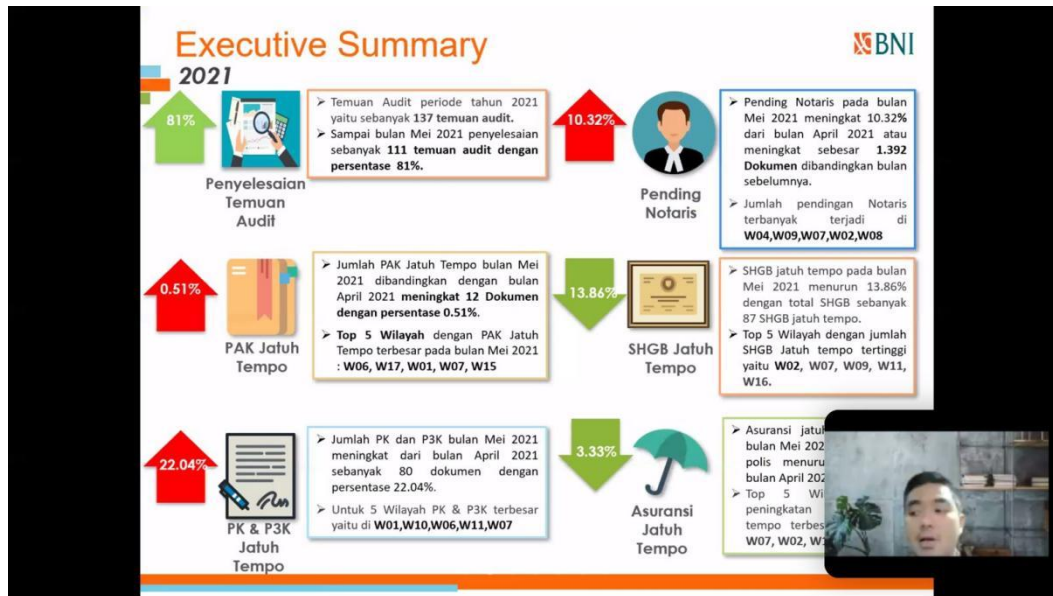 Executive Summary
BNI
2021
81%
Penyelesaian
Temuan
Audit
➢ Temuan Audit periode tahun 2021
yaitu sebanyak 137 temuan audit.
➢ Sampai bulan Mei 2021 penyelesaian
sebanyak 111 temuan audit dengan
persentase 81%.
10.32%
Pending
Notaris
➢ Pending Notaris pada bulan
Mei 2021 meningkat 10.32%
dari bulan April 2021 atau
meningkat sebesar 1.392
Dokumen dibandingkan bulan
sebelumnya.
➢ Jumlah pendingan Notaris
terbanyak terjadi di
W04,W09,W07,W02,W08
0.51%
PAK Jatuh
Tempo
➢ Jumlah PAK Jatuh Tempo bulan Mei
2021 dibandingkan dengan bulan
April 2021 meningkat 12 Dokumen
dengan persentase 0.51%.
➢ Top 5 Wilayah dengan PAK Jatuh
Tempo terbesar pada bulan Mei 2021
: W06, W17, W01, W07, W15
13.86%
SHGB Jatuh
Tempo
➢ SHGB jatuh tempo pada bulan
Mei 2021 menurun 13.86%
dengan total SHGB sebanyak
87 SHGB jatuh tempo.
➢ Top 5 Wilayah dengan jumlah
SHGB Jatuh tempo tertinggi
yaitu W02, W07, W09, W11,
W16.
22.04%
PK & P3K
Jatuh
Tempo
➢ Jumlah PK dan P3K bulan Mei 2021
meningkat dari bulan April 2021
sebanyak 80 dokumen dengan
persentase 22.04%.
➢ Untuk 5 Wilayah PK & P3K terbesar
yaitu di W01,W10,W06,W11,W07
3.33%
Asuransi
Jatuh
Tempo
➢ Asuransi
bulan Mei
polis
bulan April
➢ Top 5
peningkatan
tempo
W07, W02,